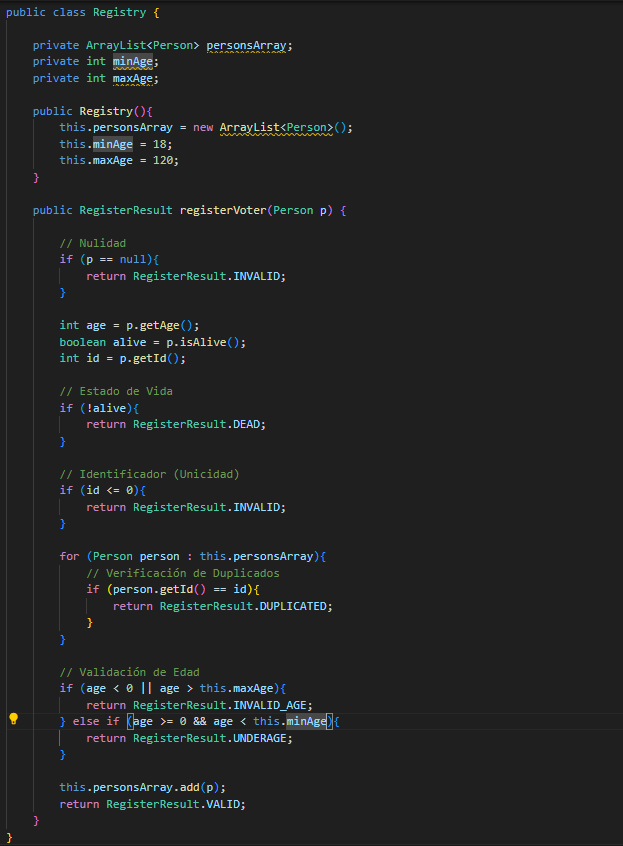 public class Registry {
private ArrayList<Person> personsArray;
private int minAge;
private int maxAge;
public Registry(){
this.personsArray = new ArrayList<Person>();
this.minAge = 18;
this.maxAge = 120;
}
public RegisterResult registerVoter(Person p) {
// Nulidad
if (p == null){
return RegisterResult.INVALID;
}
int age = p.getAge();
boolean alive = p.isAlive();
int id = p.getId();
// Estado de Vida
if (!alive){
return RegisterResult.DEAD;
}
// Identificador (Unicidad)
if (id <= 0){
return RegisterResult.INVALID;
}
for (Person person : this.personsArray){
// Verificación de Duplicados
if (person.getId() == id){
return RegisterResult.DUPLICATED;
}
}
// Validación de Edad
if (age < 0 || age > this.maxAge){
return RegisterResult.INVALID_AGE;
} else if (age >= 0 && age < this.minAge){
return RegisterResult.UNDERAGE;
}
this.personsArray.add(p);
return RegisterResult.VALID;
}
}